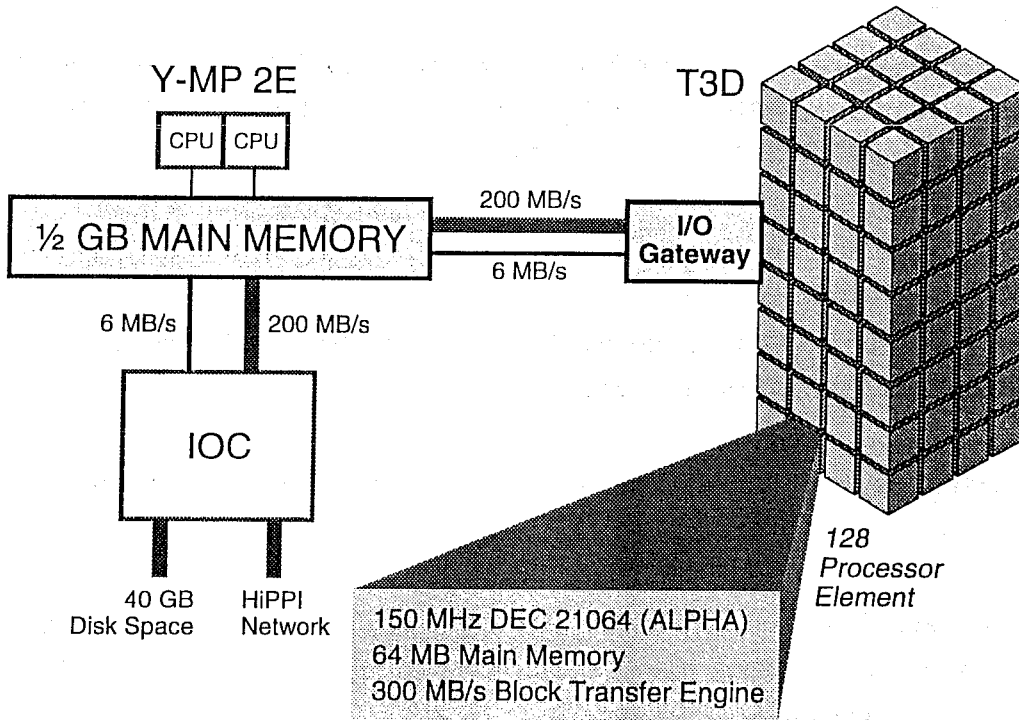 Y-MP 2E
T3D
CPU CPU
½ GB MAIN MEMORY
200 MB/s
6 MB/s
I/O
Gateway
6 MB/s
200 MB/s
IOC
40 GB
Disk Space
HiPPI
Network
128
Processor
Element
150 MHz DEC 21064 (ALPHA)
64 MB Main Memory
300 MB/s Block Transfer Engine